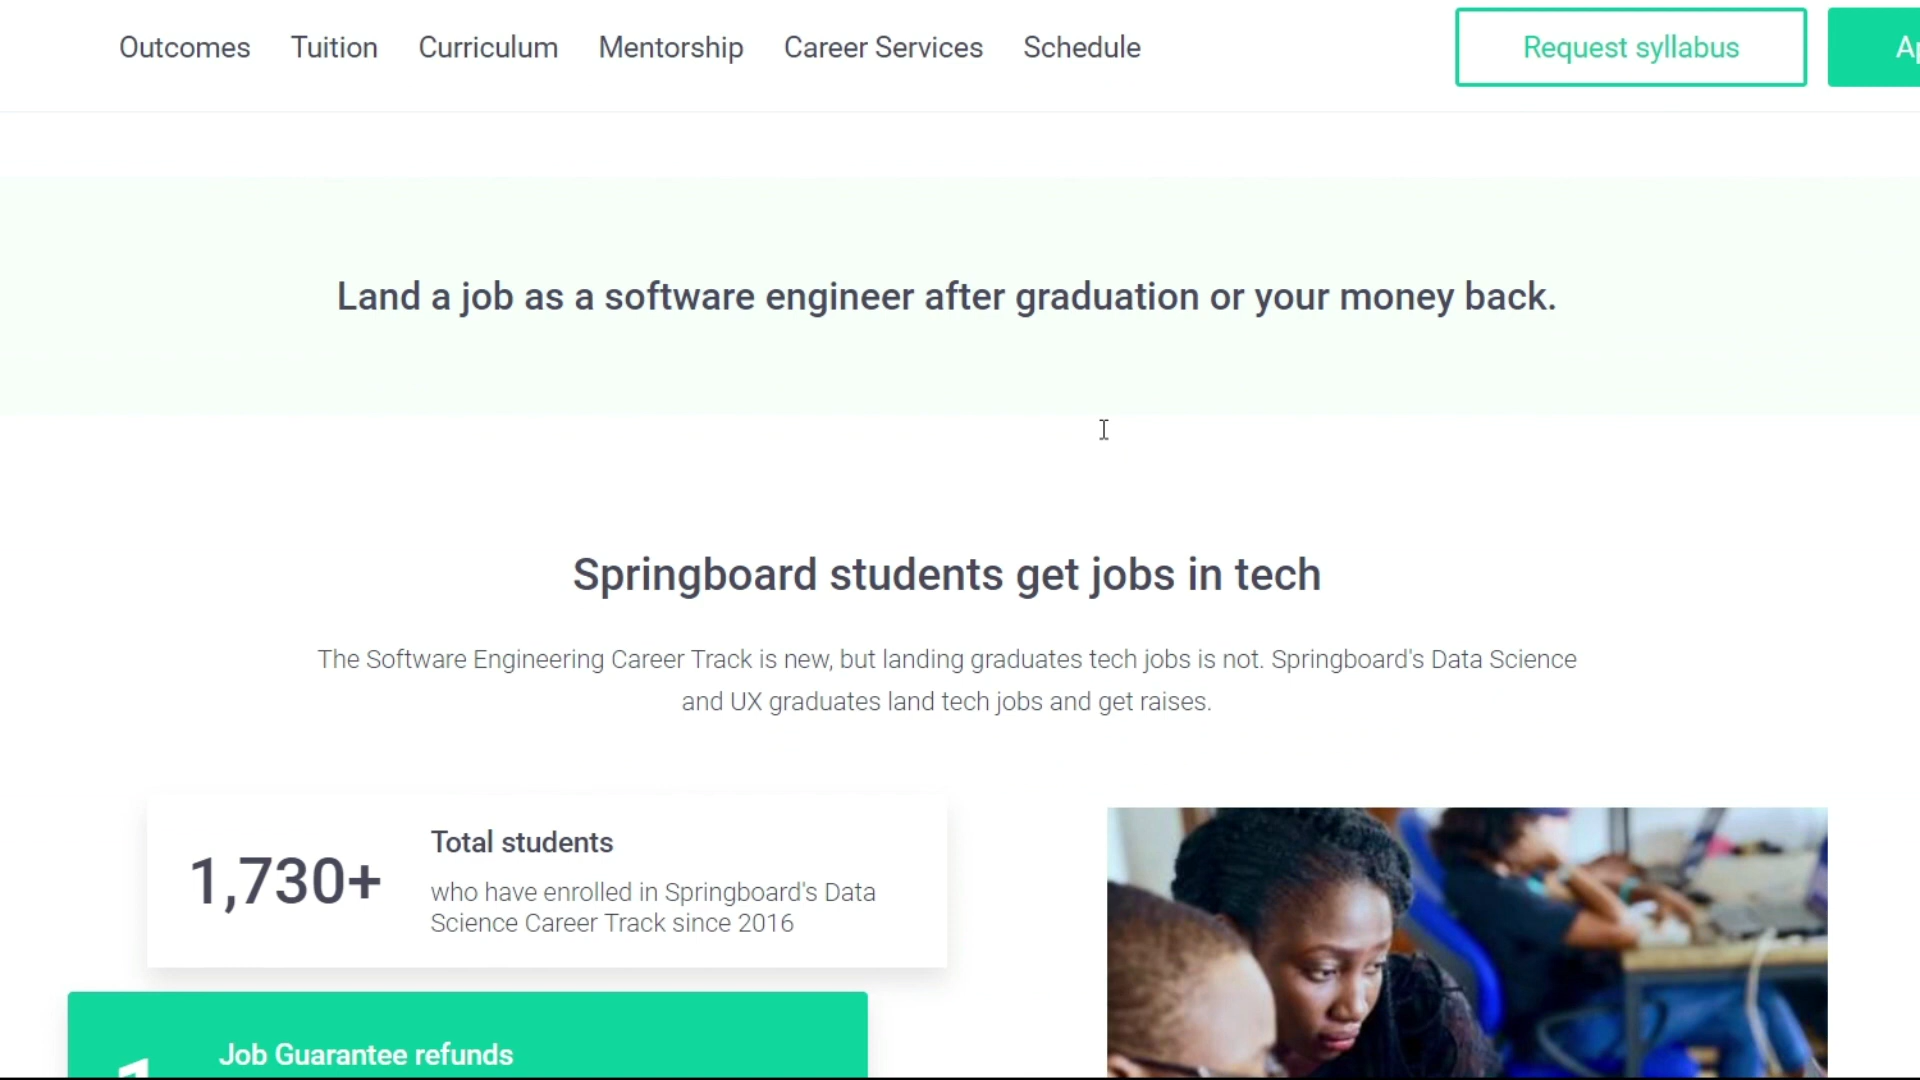 Outcomes Tuition Curriculum Mentorship Career Services Schedule Request syllabus
Land a job as a software engineer after graduation or your money back.
Springboard students get jobs in tech
The Software Engineering Career Track is new, but landing graduates tech jobs is not. Springboard's Data Science
and UX graduates land tech jobs and get raises.
1,730+
Total students
who have enrolled in Springboard's Data
Science Career Track since 2016
Job Guarantee refunds